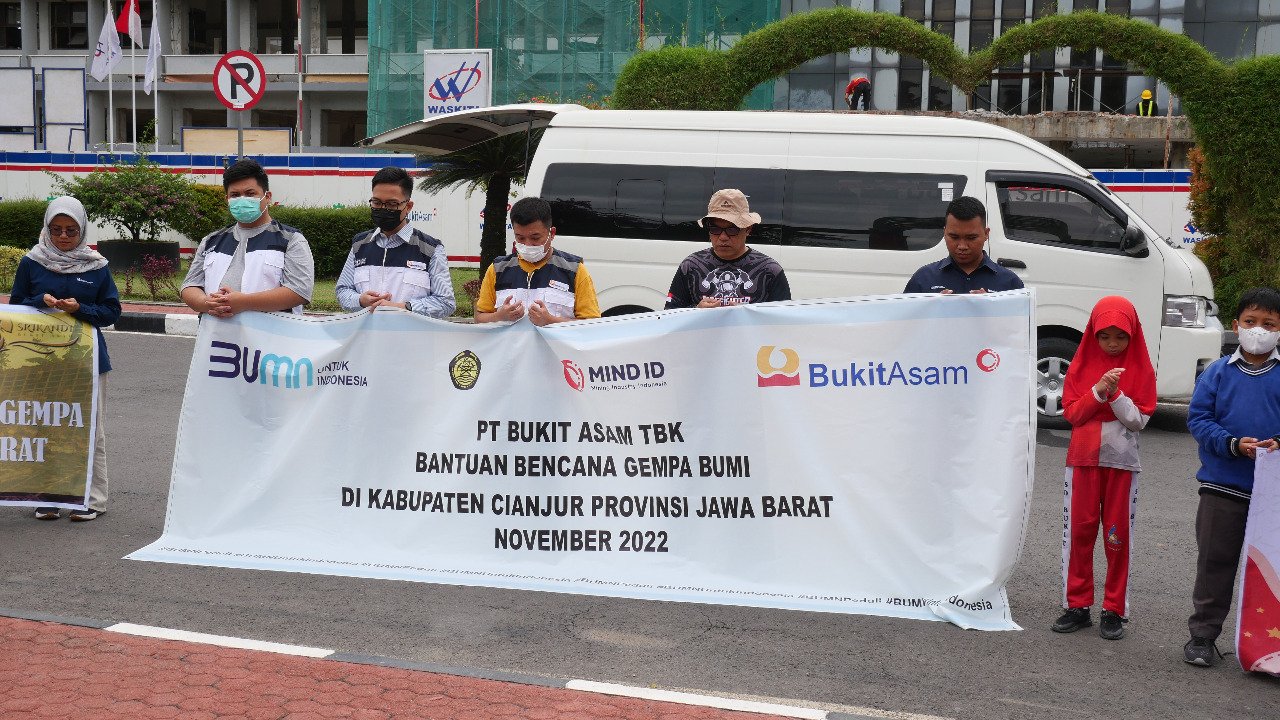 WASKITA
P
SRIKANDI
GEMPA
RAT
BUMN UNTUK
INDONESIA
MIND ID
Mining Industry Indonesia
BukitAsam
PT BUKIT ASAM TBK
BANTUAN BENCANA GEMPA BUMI
DI KABUPATEN CIANJUR PROVINSI JAWA BARAT
NOVEMBER 2022